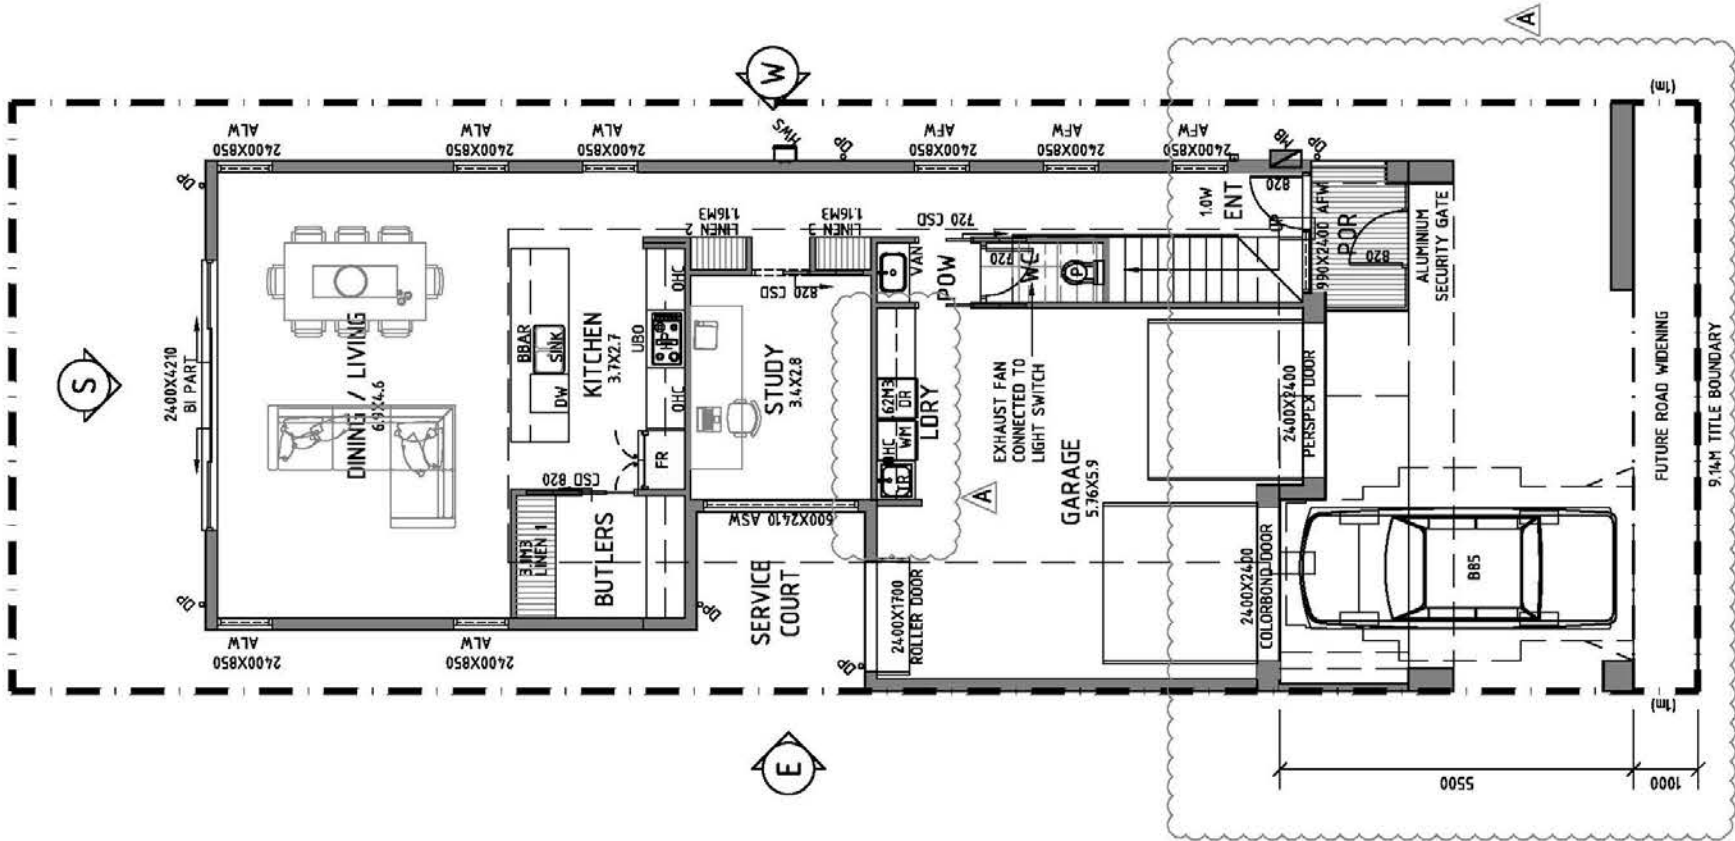 A
W
(1m)
ALW
2400X850
ALW
2400X850
ALW
2400X850
HWS
DP
AFW
2400X850
AFW
2400X850
AFW
2400X850
MB
DP
DP
S
2400X4210
BI PART
DINING / LIVING
6.9X4.6
BBAR
SINK
DW
KITCHEN
3.7X2.7
UBO
HP
OHC
OHC
FR
CSD 820
LINEN 2
1.16M3
LINEN 3
1.16M3
820 CSD
STUDY
3.4X2.8
600X2410 ASW
VAN
POW
720 CSD
720
WC
P
1.0W
ENT
820
UP
990X2400 AFW
POR
820
ALUMINIUM
SECURITY GATE
.62M3
DR
OHC
WM
TR
LDRY
EXHAUST FAN
CONNECTED TO
LIGHT SWITCH
A
GARAGE
5.76X5.9
2400X2400
PERSPEX DOOR
2400X2400
COLORBOND DOOR
B85
FUTURE ROAD WIDENING
9.14M TITLE BOUNDARY
3.1M3
LINEN 1
BUTLERS
SERVICE
COURT
2400X1700
ROLLER DOOR
DP
DP
DP
ALW
2400X850
ALW
2400X850
E
(1m)
5500
1000